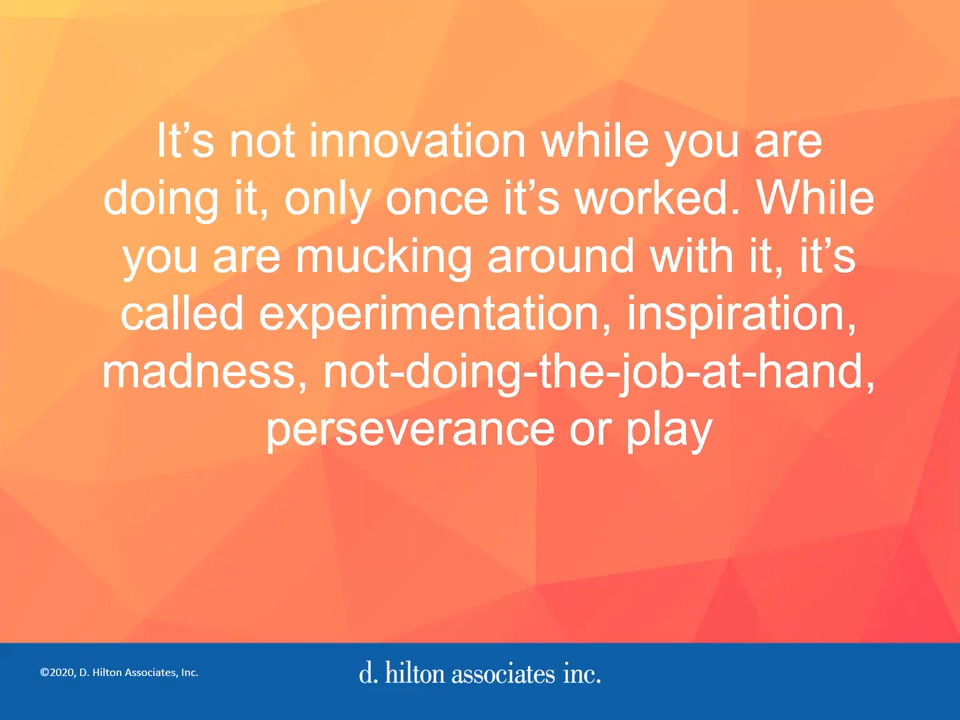 It’s not innovation while you are
doing it, only once it’s worked. While
you are mucking around with it, it’s
called experimentation, inspiration,
madness, not-doing-the-job-at-hand,
perseverance or play
©2020, D. Hilton Associates, Inc.
d. hilton associates inc.